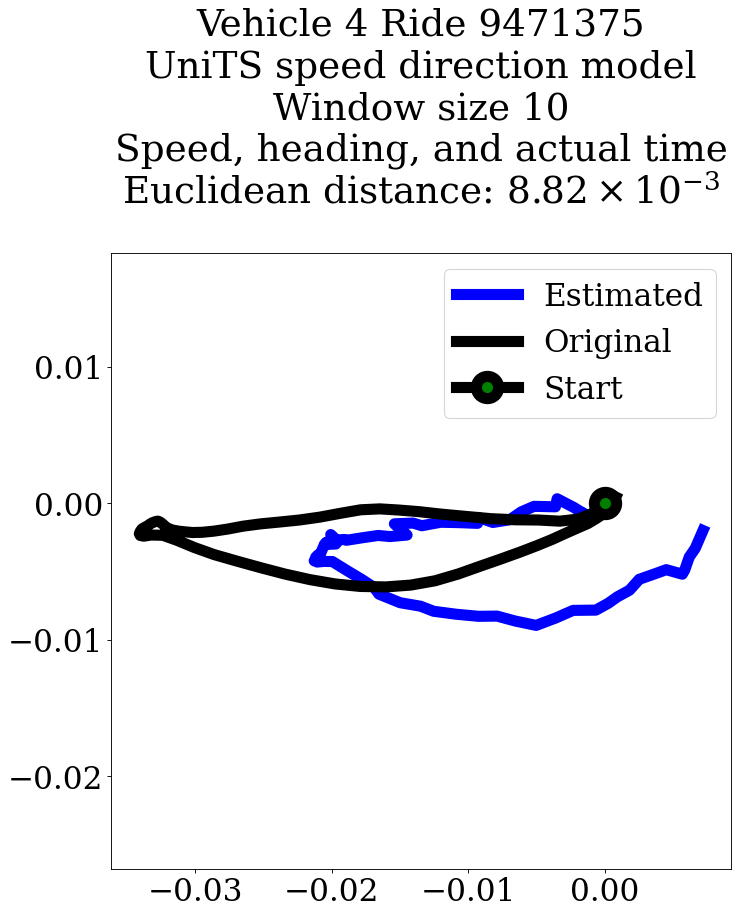 Vehicle 4 Ride 9471375
UniTS speed direction model
Window size 10
Speed, heading, and actual time
Euclidean distance: 8.82 × 10⁻³
Estimated
Original
Start
0.01
0.00
−0.01
−0.02
−0.03
−0.02
−0.01
0.00